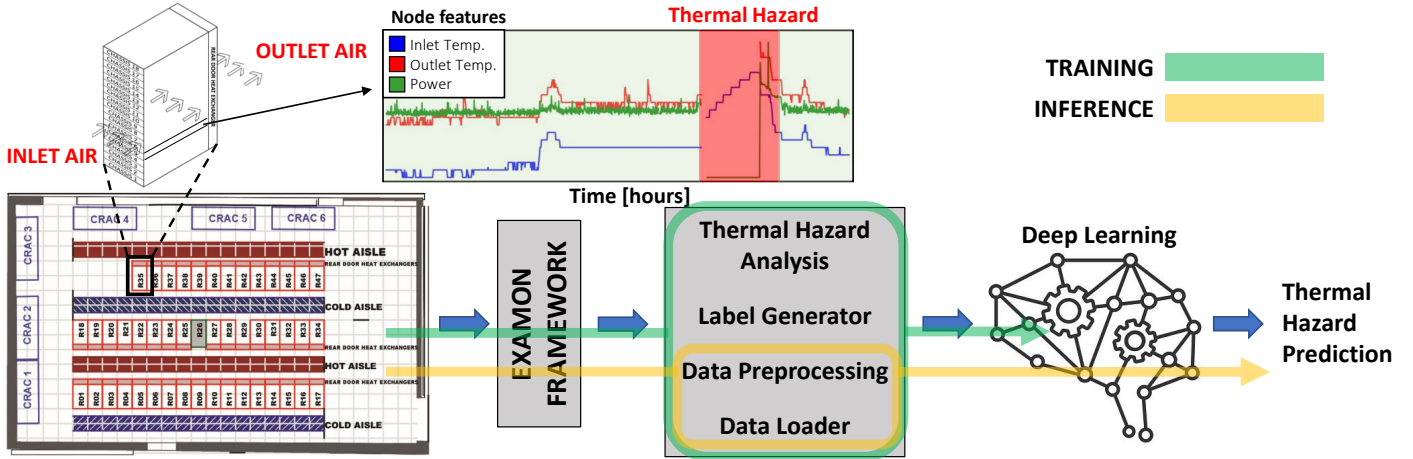 Node features
Thermal Hazard
OUTLET AIR
Inlet Temp.
Outlet Temp.
Power
REAR DOOR HEAT EXCHANGER
INLET AIR
TRAINING
INFERENCE
Time [hours]
CRAC 4
CRAC 5
CRAC 6
CRAC 3
HOT AISLE
REAR DOOR HEAT EXCHANGERS
R35 R36 R37 R38 R39 R40 R41 R42 R43 R44 R45 R46 R47
COLD AISLE
CRAC 2
R18 R19 R20 R21 R22 R23 R24 R25 R26 R27 R28 R29 R30 R31 R32 R33 R34
REAR DOOR HEAT EXCHANGERS
HOT AISLE
REAR DOOR HEAT EXCHANGERS
CRAC 1
R01 R02 R03 R04 R05 R06 R07 R08 R09 R10 R11 R12 R13 R14 R15 R16 R17
COLD AISLE
EXAMON
FRAMEWORK
Thermal Hazard
Analysis
Label Generator
Data Preprocessing
Data Loader
Deep Learning
Thermal
Hazard
Prediction